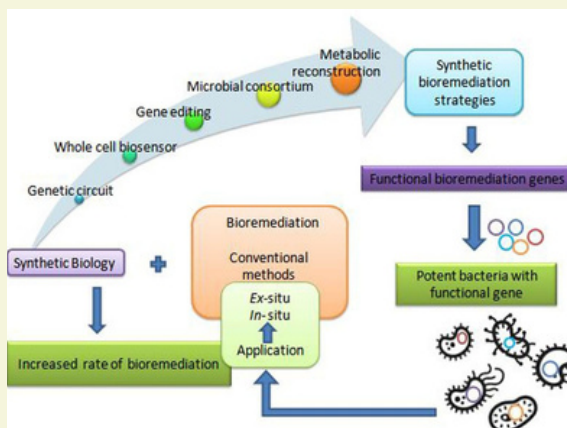 Metabolic
reconstruction
Microbial consortium
Gene editing
Whole cell biosensor
Genetic circuit
Synthetic
bioremediation
strategies
Functional bioremediation genes
Potent bacteria with
functional gene
Synthetic Biology
Bioremediation
Conventional
methods
Ex-situ
In-situ
Application
Increased rate of bioremediation